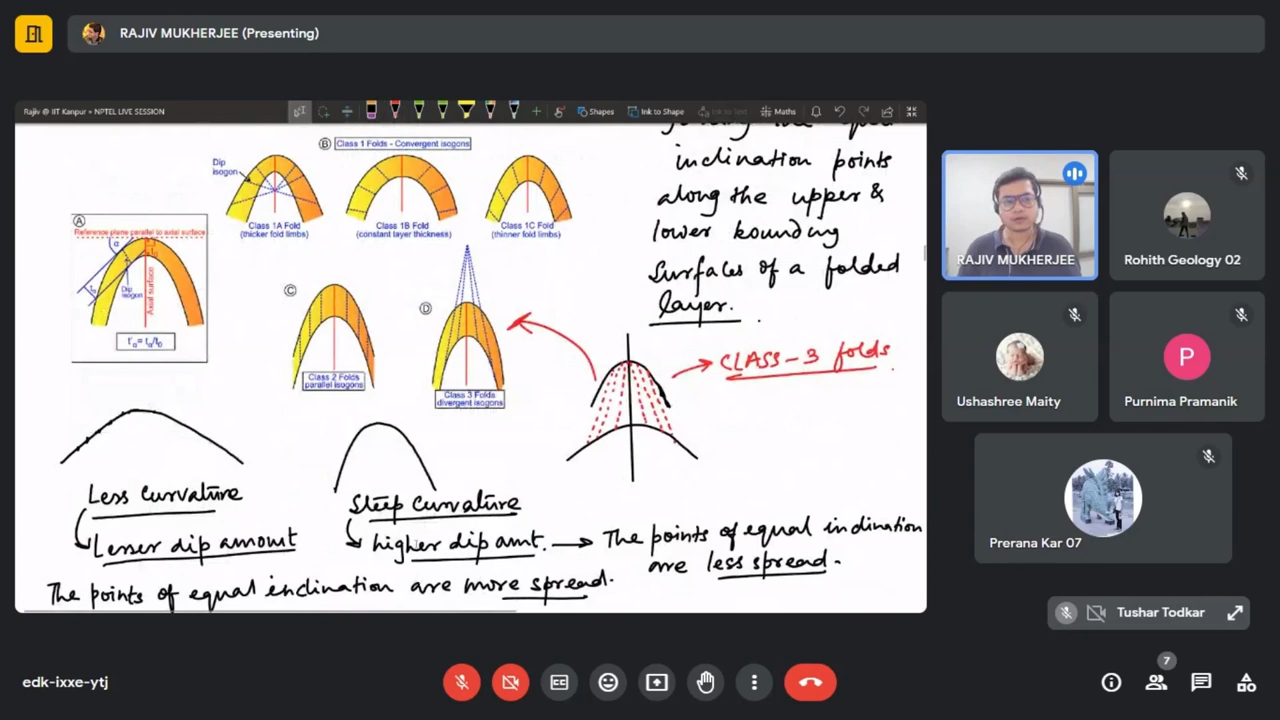 RAJIV MUKHERJEE (Presenting)
Rajiv @ IIT Kanpur = NPTEL LIVE SESSION
Shapes
Ink to Shape
Ink to Text
Maths
B
Class 1 Folds - Convergent isogons
Dip
isogon
Class 1A Fold
(thicker fold limbs)
Class 1B Fold
(constant layer thickness)
Class 1C Fold
(thinner fold limbs)
A
Reference plane parallel to axial surface
α
Dip
isogon
Axial surface
t'α = tα/t0
C
Class 2 Folds
parallel isogons
D
Class 3 Folds
divergent isogons
inclination points
along the upper &
lower bounding
surfaces of a folded
layer.
CLASS-3 folds.
Less curvature
Lesser dip amount
The points of equal inclination are more spread.
Steep curvature
higher dip amt. → The points of equal inclination
are less spread.
RAJIV MUKHERJEE
Rohith Geology 02
Ushashree Maity
P
Purnima Pramanik
Prerana Kar 07
Tushar Todkar
edk-ixxe-ytj
7